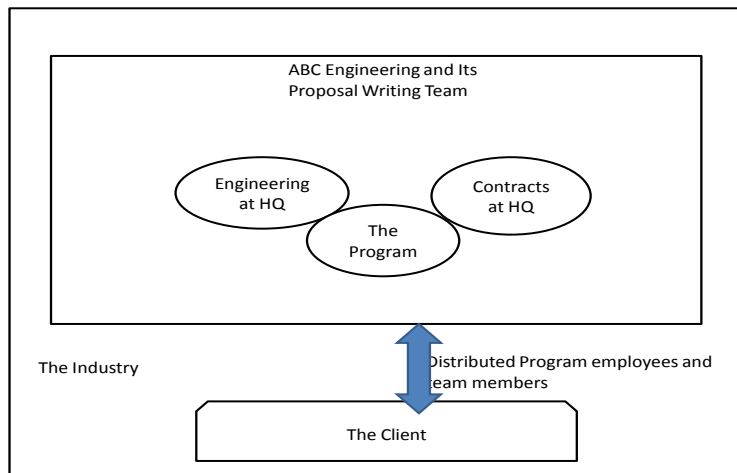 ABC Engineering and Its
Proposal Writing Team
Engineering
at HQ
Contracts
at HQ
The
Program
The Industry
Distributed Program employees and
team members
The Client